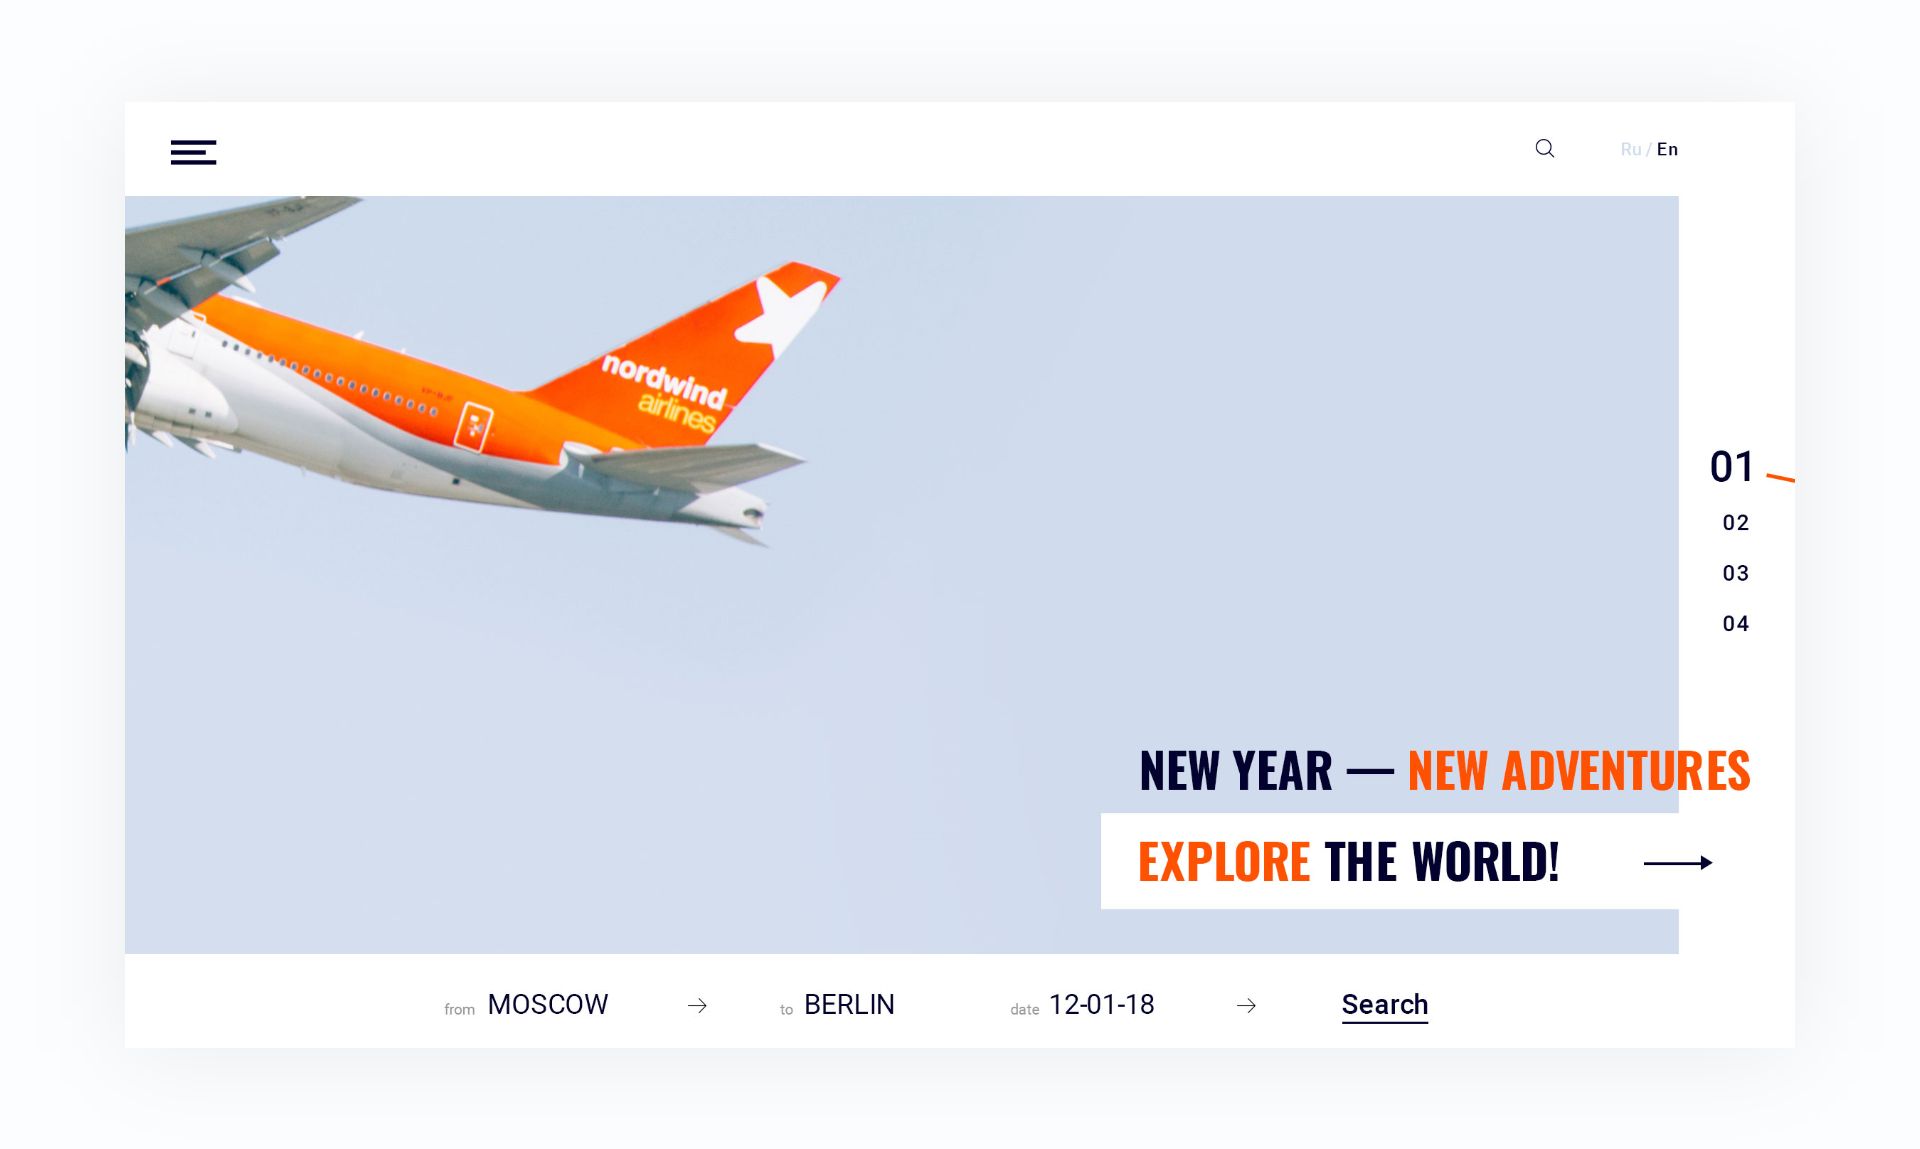 Ru / En
nordwind
airlines
01
02
03
04
NEW YEAR — NEW ADVENTURES
EXPLORE THE WORLD!
from MOSCOW
to BERLIN
date 12-01-18
Search